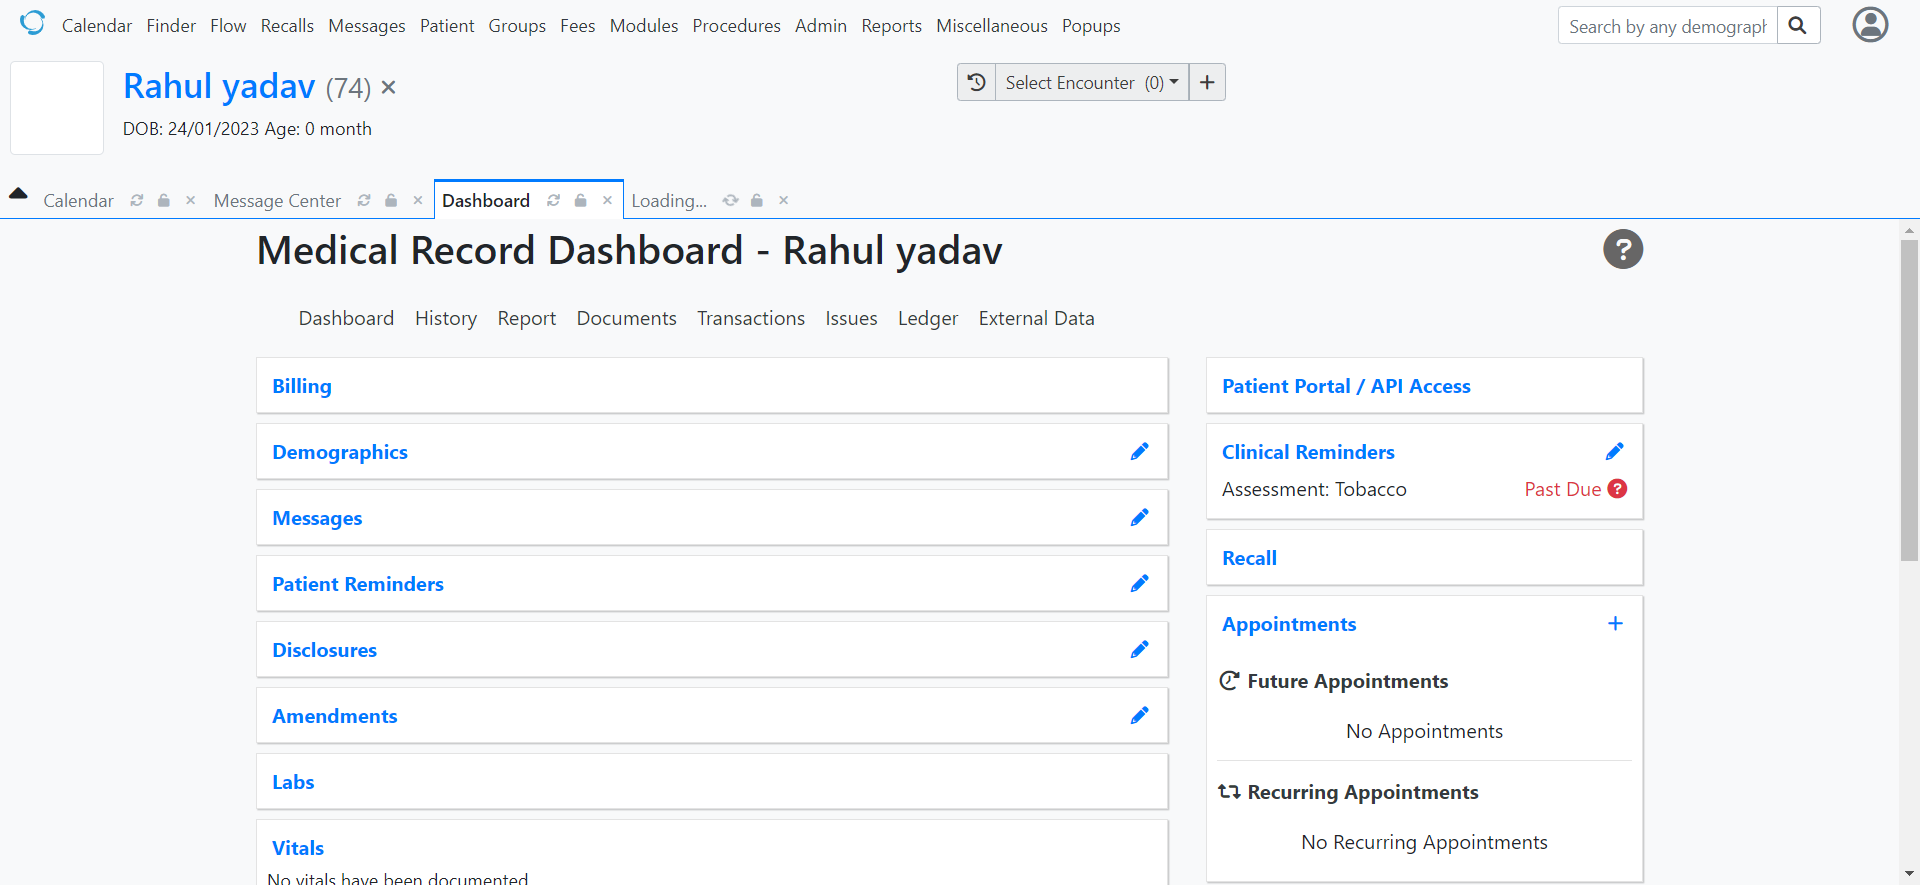 Calendar Finder Flow Recalls Messages Patient Groups Fees Modules Procedures Admin Reports Miscellaneous Popups
Search by any demograph
Rahul yadav (74)
DOB: 24/01/2023 Age: 0 month
Select Encounter (0)
Calendar Message Center Dashboard Loading...
Medical Record Dashboard - Rahul yadav
Dashboard History Report Documents Transactions Issues Ledger External Data
Billing
Demographics
Messages
Patient Reminders
Disclosures
Amendments
Labs
Vitals
No vitals have been documented
Patient Portal / API Access
Clinical Reminders
Assessment: Tobacco Past Due
Recall
Appointments
Future Appointments
No Appointments
Recurring Appointments
No Recurring Appointments